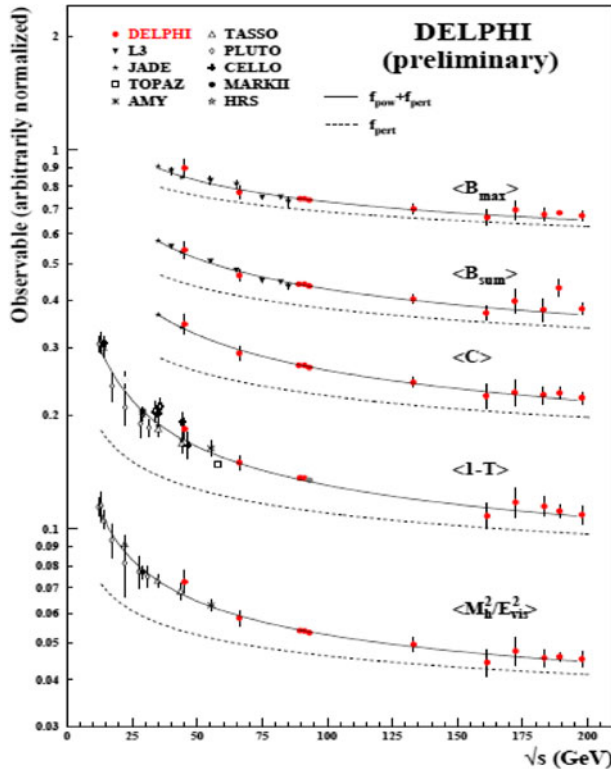 DELPHI
(preliminary)
DELPHI TASSO
L3 PLUTO
JADE CELLO
TOPAZ MARKII
AMY HRS
f_pow + f_pert
f_pert
Observable (arbitrarily normalized)
2
1
0.9
0.8
0.7
0.6
0.5
0.4
0.3
0.2
0.1
0.09
0.08
0.07
0.06
0.05
0.04
0.03
<B_max>
<B_sum>
<C>
<1-T>
<M_h^2/E_vis^2>
0 25 50 75 100 125 150 175 200
√s (GeV)